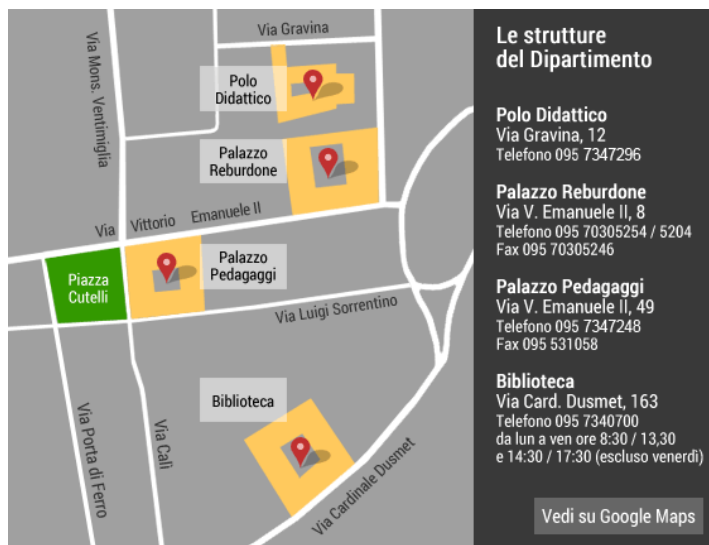 Via Gravina
Via Mons. Ventimiglia
Polo
Didattico
Palazzo
Reburdone
Via Vittorio Emanuele II
Palazzo
Pedagaggi
Piazza
Cutelli
Via Luigi Sorrentino
Biblioteca
Via Porta di Ferro
Via Calì
Via Cardinale Dusmet
Le strutture
del Dipartimento
Polo Didattico
Via Gravina, 12
Telefono 095 7347296
Palazzo Reburdone
Via V. Emanuele II, 8
Telefono 095 70305254 / 5204
Fax 095 70305246
Palazzo Pedagaggi
Via V. Emanuele II, 49
Telefono 095 7347248
Fax 095 531058
Biblioteca
Via Card. Dusmet, 163
Telefono 095 7340700
da lun a ven ore 8:30 / 13,30
e 14:30 / 17:30 (escluso venerdì)
Vedi su Google Maps